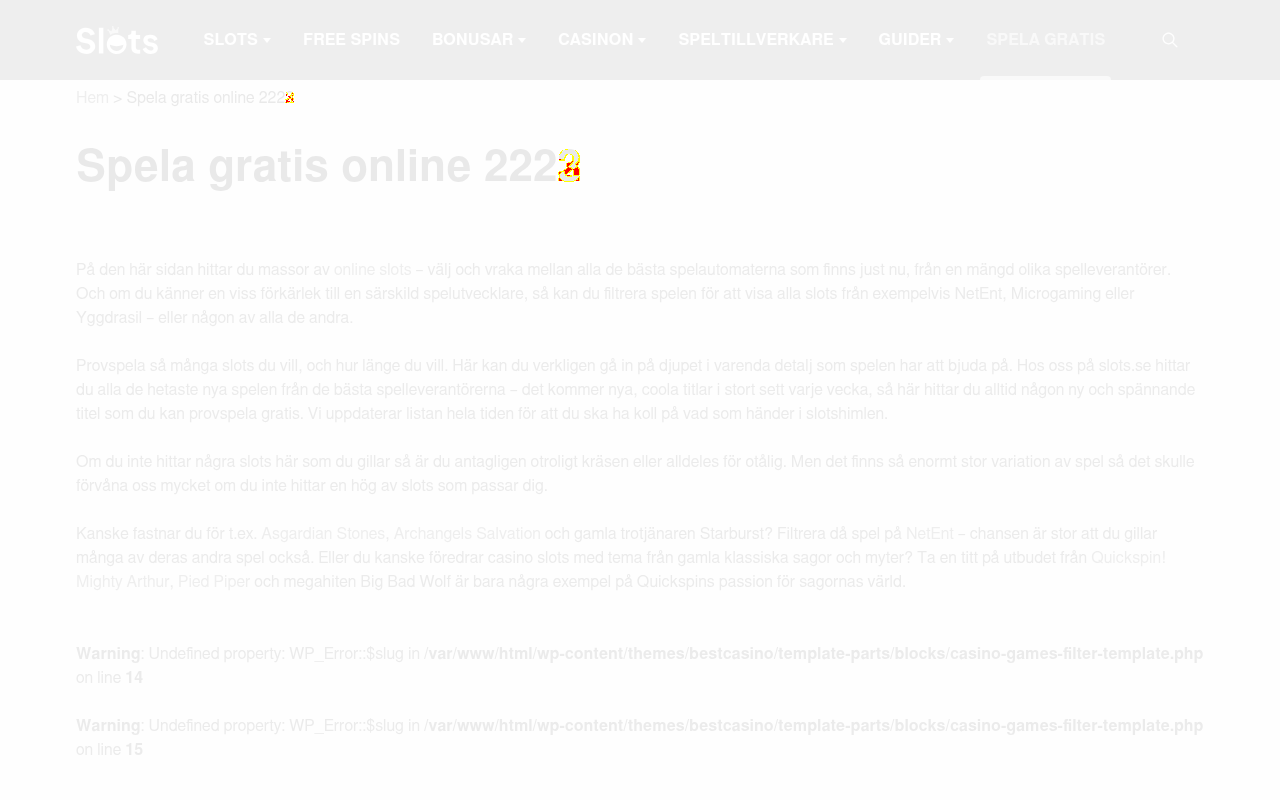 Slots SLOTS FREE SPINS BONUSAR CASINON SPELTILLVERKARE GUIDER SPELA GRATIS
Hem > Spela gratis online
Spela gratis online
På den här sidan hittar du massor av online slots – välj och vraka mellan alla de bästa spelautomaterna som finns just nu, från en mängd olika spelleverantörer.
Och om du känner en viss förkärlek till en särskild spelutvecklare, så kan du filtrera spelen för att visa alla slots från exempelvis NetEnt, Microgaming eller
Yggdrasil – eller någon av alla de andra.
Provspela så många slots du vill, och hur länge du vill. Här kan du verkligen gå in på djupet i varenda detalj som spelen har att bjuda på. Hos oss på slots.se hittar
du alla de hetaste nya spelen från de bästa spelleverantörerna – det kommer nya, coola titlar i stort sett varje vecka, så här hittar du alltid någon ny och spännande
titel som du kan provspela gratis. Vi uppdaterar listan hela tiden för att du ska ha koll på vad som händer i slotshimlen.
Om du inte hittar några slots här som du gillar så är du antagligen otroligt kräsen eller alldeles för otålig. Men det finns så enormt stor variation av spel så det skulle
förvåna oss mycket om du inte hittar en hög av slots som passar dig.
Kanske fastnar du för t.ex. Asgardian Stones, Archangels Salvation och gamla trotjänaren Starburst? Filtrera då spel på NetEnt – chansen är stor att du gillar
många av deras andra spel också. Eller du kanske föredrar casino slots med tema från gamla klassiska sagor och myter? Ta en titt på utbudet från Quickspin!
Mighty Arthur, Pied Piper och megahiten Big Bad Wolf är bara några exempel på Quickspins passion för sagornas värld.
Warning: Undefined property: WP_Error::$slug in /var/www/html/wp-content/themes/bestcasino/template-parts/blocks/casino-games-filter-template.php
on line 14
Warning: Undefined property: WP_Error::$slug in /var/www/html/wp-content/themes/bestcasino/template-parts/blocks/casino-games-filter-template.php
on line 15